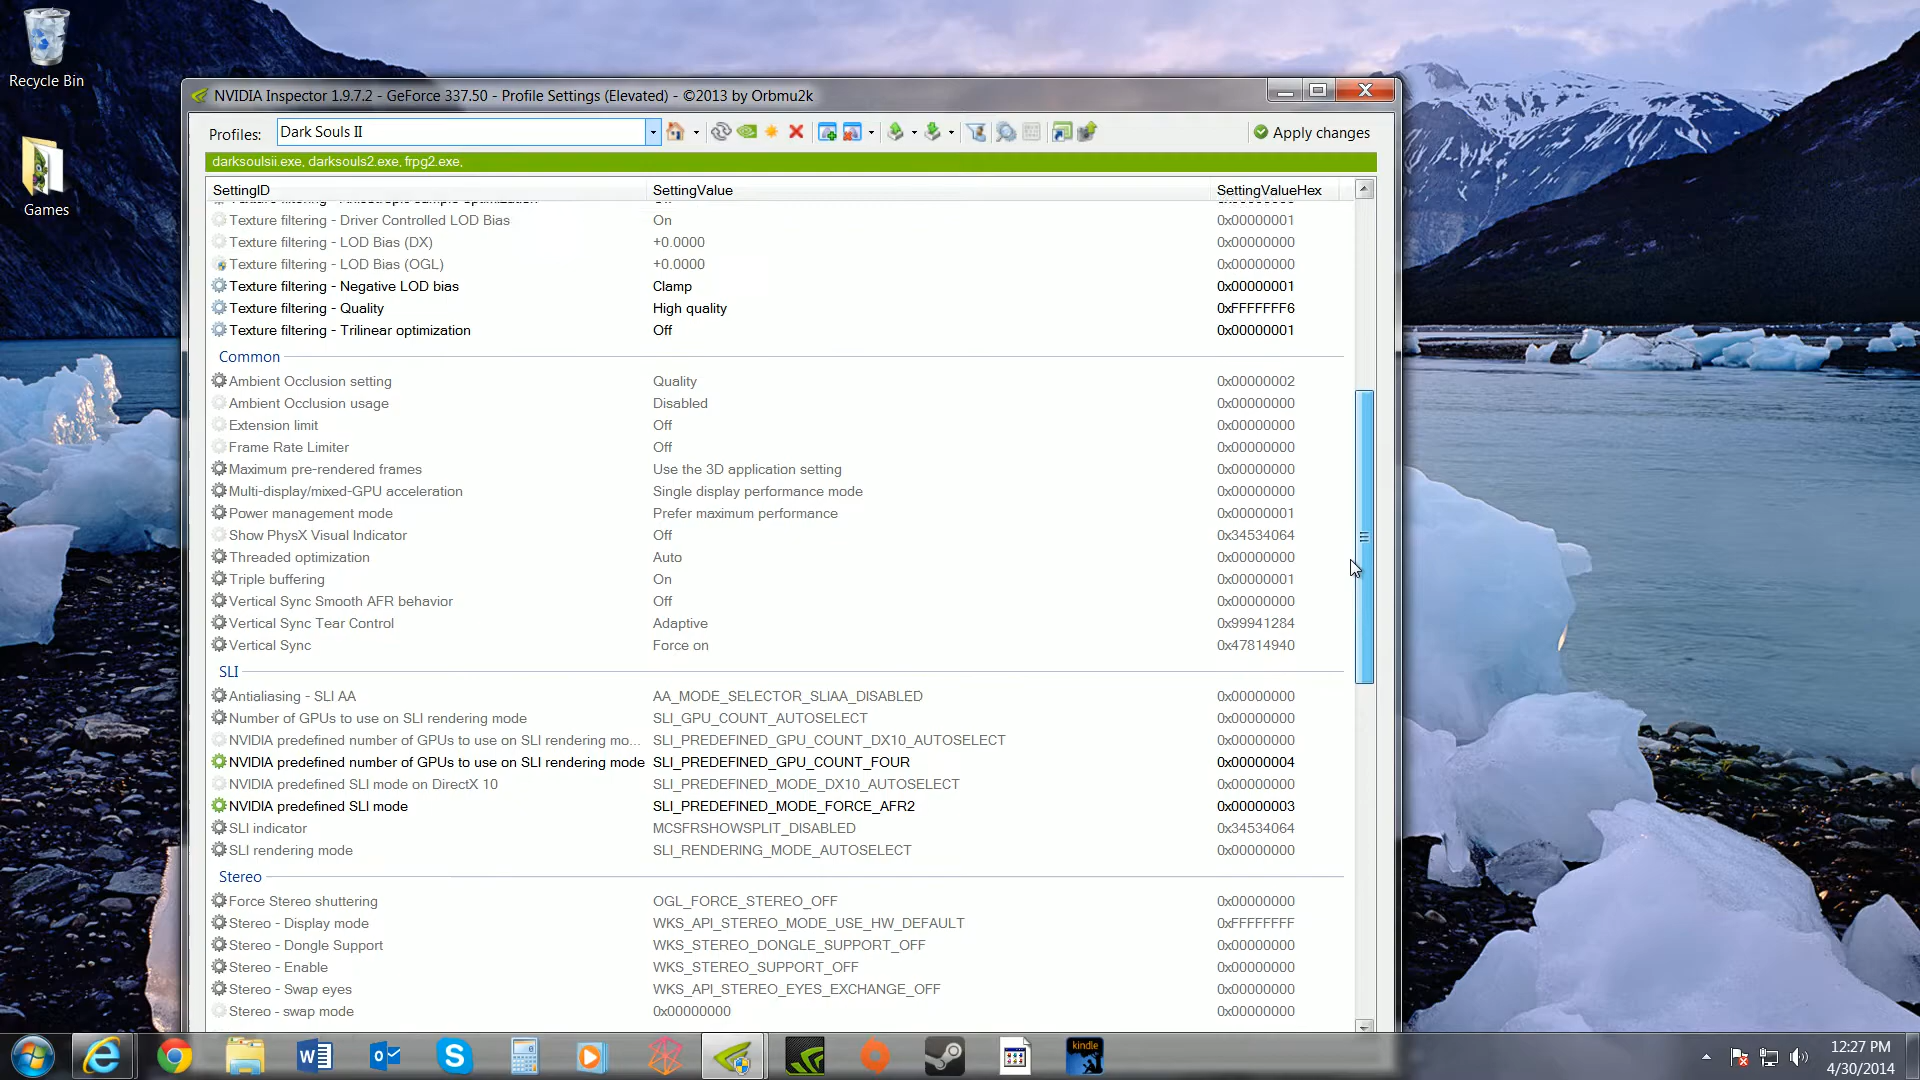 Recycle Bin
Games
NVIDIA Inspector 1.9.7.2 - GeForce 337.50 - Profile Settings (Elevated) - ©2013 by Orbmu2k
Profiles: Dark Souls II Apply changes
darksoulsii.exe, darksouls2.exe, frpg2.exe,
SettingID SettingValue SettingValueHex
Texture filtering - Driver Controlled LOD Bias On 0x00000001
Texture filtering - LOD Bias (DX) +0.0000 0x00000000
Texture filtering - LOD Bias (OGL) +0.0000 0x00000000
Texture filtering - Negative LOD bias Clamp 0x00000001
Texture filtering - Quality High quality 0xFFFFFFF6
Texture filtering - Trilinear optimization Off 0x00000001
Common
Ambient Occlusion setting Quality 0x00000002
Ambient Occlusion usage Disabled 0x00000000
Extension limit Off 0x00000000
Frame Rate Limiter Off 0x00000000
Maximum pre-rendered frames Use the 3D application setting 0x00000000
Multi-display/mixed-GPU acceleration Single display performance mode 0x00000000
Power management mode Prefer maximum performance 0x00000001
Show PhysX Visual Indicator Off 0x34534064
Threaded optimization Auto 0x00000000
Triple buffering On 0x00000001
Vertical Sync Smooth AFR behavior Off 0x00000000
Vertical Sync Tear Control Adaptive 0x99941284
Vertical Sync Force on 0x47814940
SLI
Antialiasing - SLI AA AA_MODE_SELECTOR_SLIAA_DISABLED 0x00000000
Number of GPUs to use on SLI rendering mode SLI_GPU_COUNT_AUTOSELECT 0x00000000
NVIDIA predefined number of GPUs to use on SLI rendering mo... SLI_PREDEFINED_GPU_COUNT_DX10_AUTOSELECT 0x00000000
NVIDIA predefined number of GPUs to use on SLI rendering mode SLI_PREDEFINED_GPU_COUNT_FOUR 0x00000004
NVIDIA predefined SLI mode on DirectX 10 SLI_PREDEFINED_MODE_DX10_AUTOSELECT 0x00000000
NVIDIA predefined SLI mode SLI_PREDEFINED_MODE_FORCE_AFR2 0x00000003
SLI indicator MCSFRSHOWSPLIT_DISABLED 0x34534064
SLI rendering mode SLI_RENDERING_MODE_AUTOSELECT 0x00000000
Stereo
Force Stereo shuttering OGL_FORCE_STEREO_OFF 0x00000000
Stereo - Display mode WKS_API_STEREO_MODE_USE_HW_DEFAULT 0xFFFFFFFF
Stereo - Dongle Support WKS_STEREO_DONGLE_SUPPORT_OFF 0x00000000
Stereo - Enable WKS_STEREO_SUPPORT_OFF 0x00000000
Stereo - Swap eyes WKS_API_STEREO_EYES_EXCHANGE_OFF 0x00000000
Stereo - swap mode 0x00000000 0x00000000
kindle
12:27 PM
4/30/2014